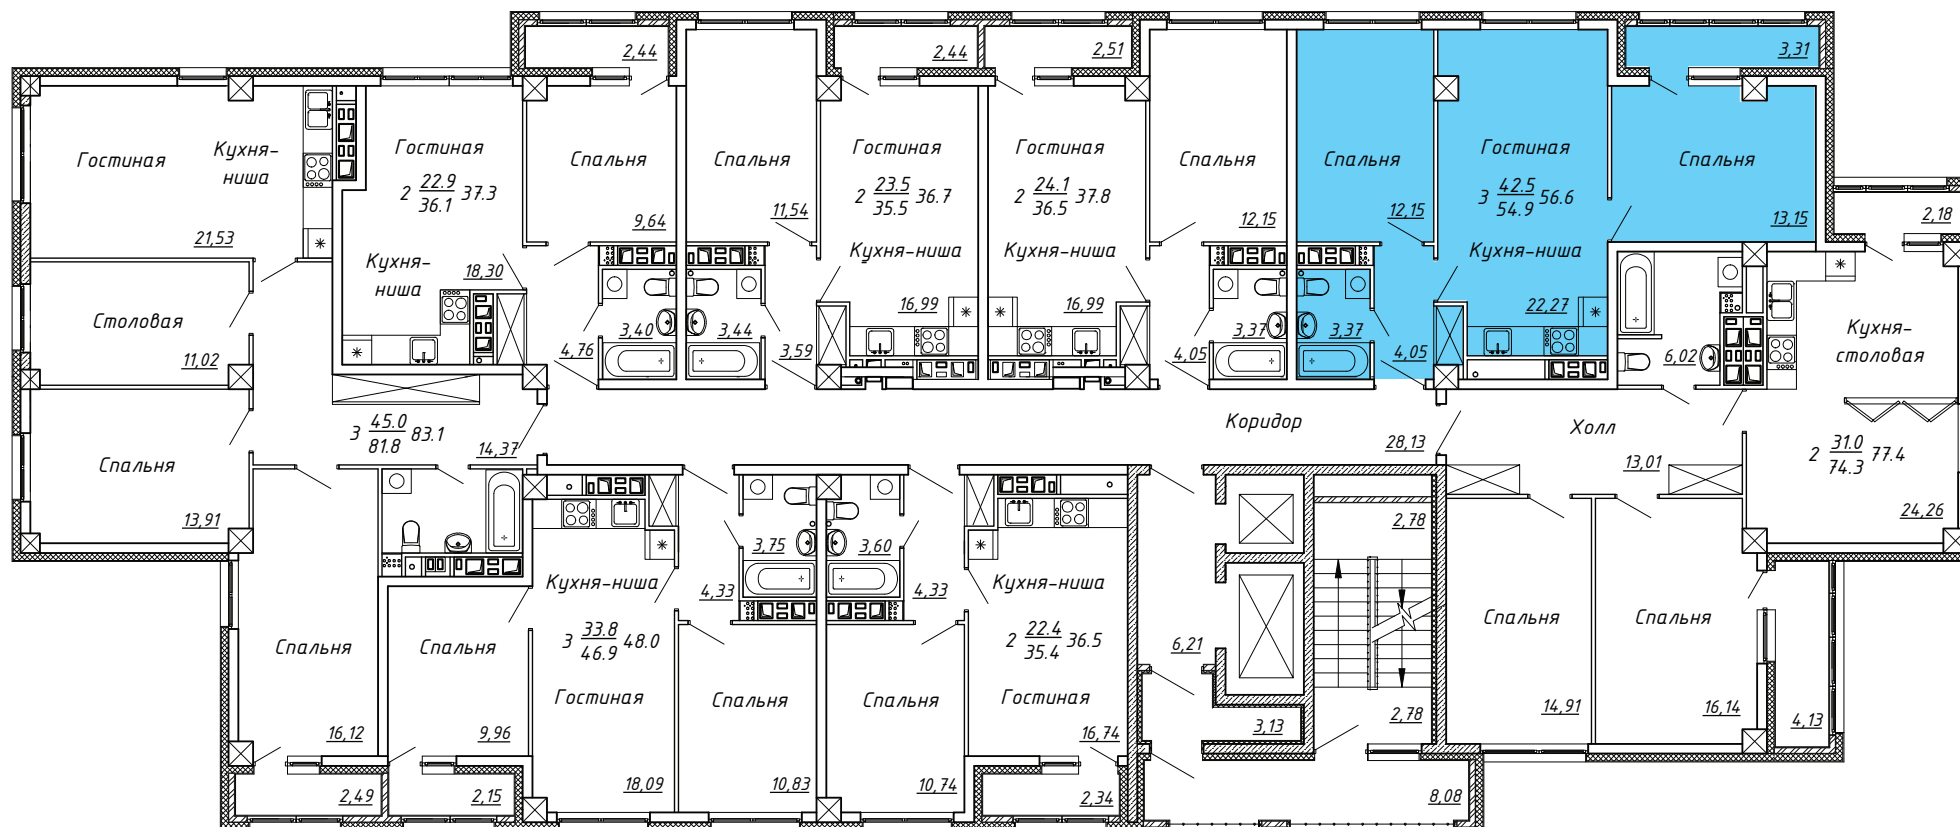 2,44
2,44
2,51
3,31
Гостиная
Кухня-
ниша
21,53
Гостиная
2 22.9 37.3
36.1
Кухня-
ниша
18,30
Спальня
9,64
Спальня
11,54
Гостиная
2 23.5 36.7
35.5
Кухня-ниша
16,99
Гостиная
2 24.1 37.8
36.5
Кухня-ниша
16,99
Спальня
12,15
Спальня
12,15
Гостиная
3 42.5 56.6
54.9
Кухня-ниша
22,27
Спальня
13,15
2,18
Столовая
11,02
4,76
3,40
3,44
3,59
3,37
4,05
3,37
4,05
6,02
Кухня-
столовая
3 45.0 83.1
81.8
14,37
Коридор
28,13
Холл
13,01
2 31.0 77.4
74.3
24,26
Спальня
13,91
Спальня
16,12
Спальня
9,96
Кухня-ниша
3 33.8 48.0
46.9
Гостиная
18,09
3,75
4,33
Спальня
10,83
3,60
4,33
Спальня
10,74
Кухня-ниша
2 22.4 36.5
35.4
Гостиная
16,74
6,21
3,13
2,78
2,78
Спальня
14,91
Спальня
16,14
4,13
2,49
2,15
2,34
8,08